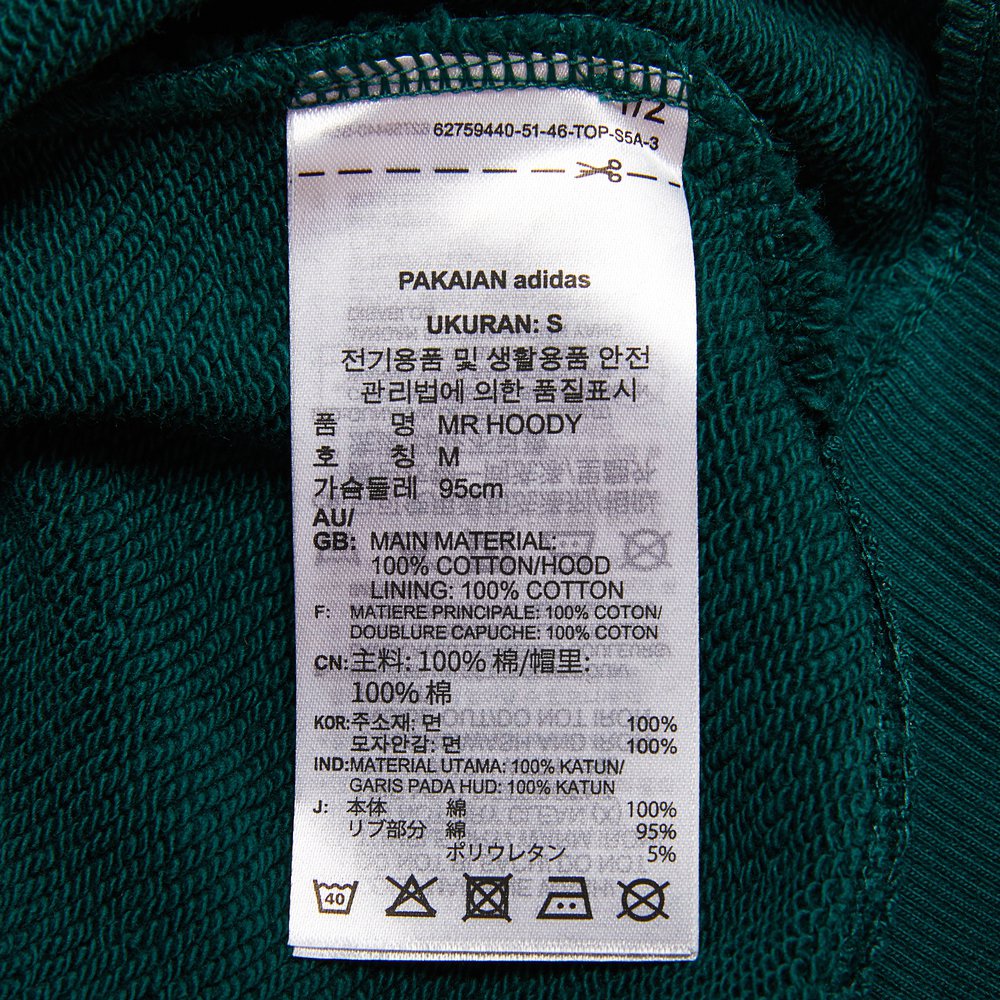 1/2
62759440-51-46-TOP-S5A-3
PAKAIAN adidas
UKURAN: S
전기용품 및 생활용품 안전
관리법에 의한 품질표시
품 명 MR HOODY
호 칭 M
가슴둘레 95cm
AU/
GB: MAIN MATERIAL:
100% COTTON/HOOD
LINING: 100% COTTON
F: MATIERE PRINCIPALE: 100% COTON/
DOUBLURE CAPUCHE: 100% COTON
CN: 主料: 100% 棉/帽里:
100% 棉
KOR: 주소재: 면 100%
모자안감: 면 100%
IND: MATERIAL UTAMA: 100% KATUN/
GARIS PADA HUD: 100% KATUN
J: 本体 綿 100%
リブ部分 綿 95%
ポリウレタン 5%
40